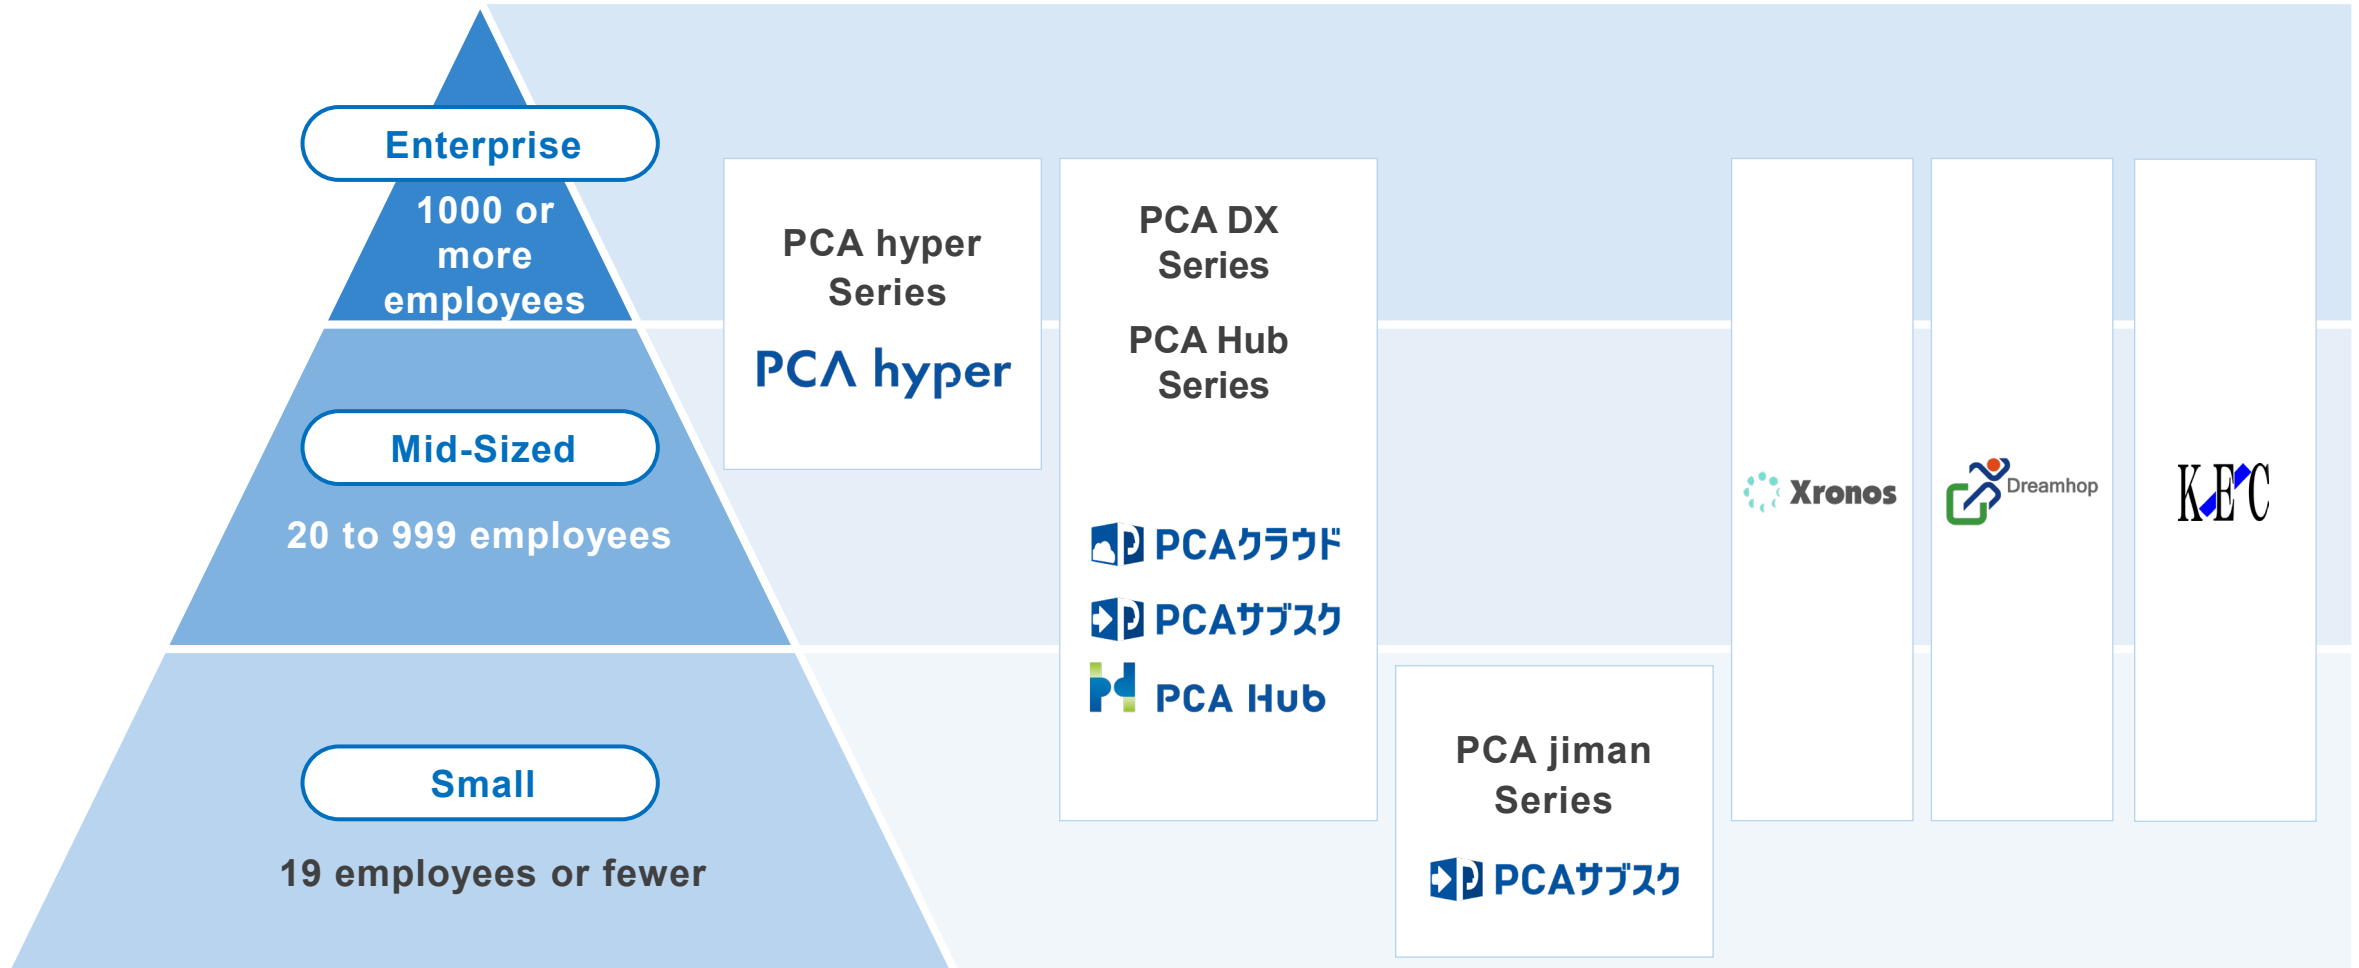 Enterprise
1000 or
more
employees
Mid-Sized
20 to 999 employees
Small
19 employees or fewer
PCA hyper
Series
PCA hyper
PCA DX
Series
PCA Hub
Series
PCAクラウド
PCAサブスク
PCA Hub
PCA jiman
Series
PCAサブスク
Xronos
Dreamhop
KEC